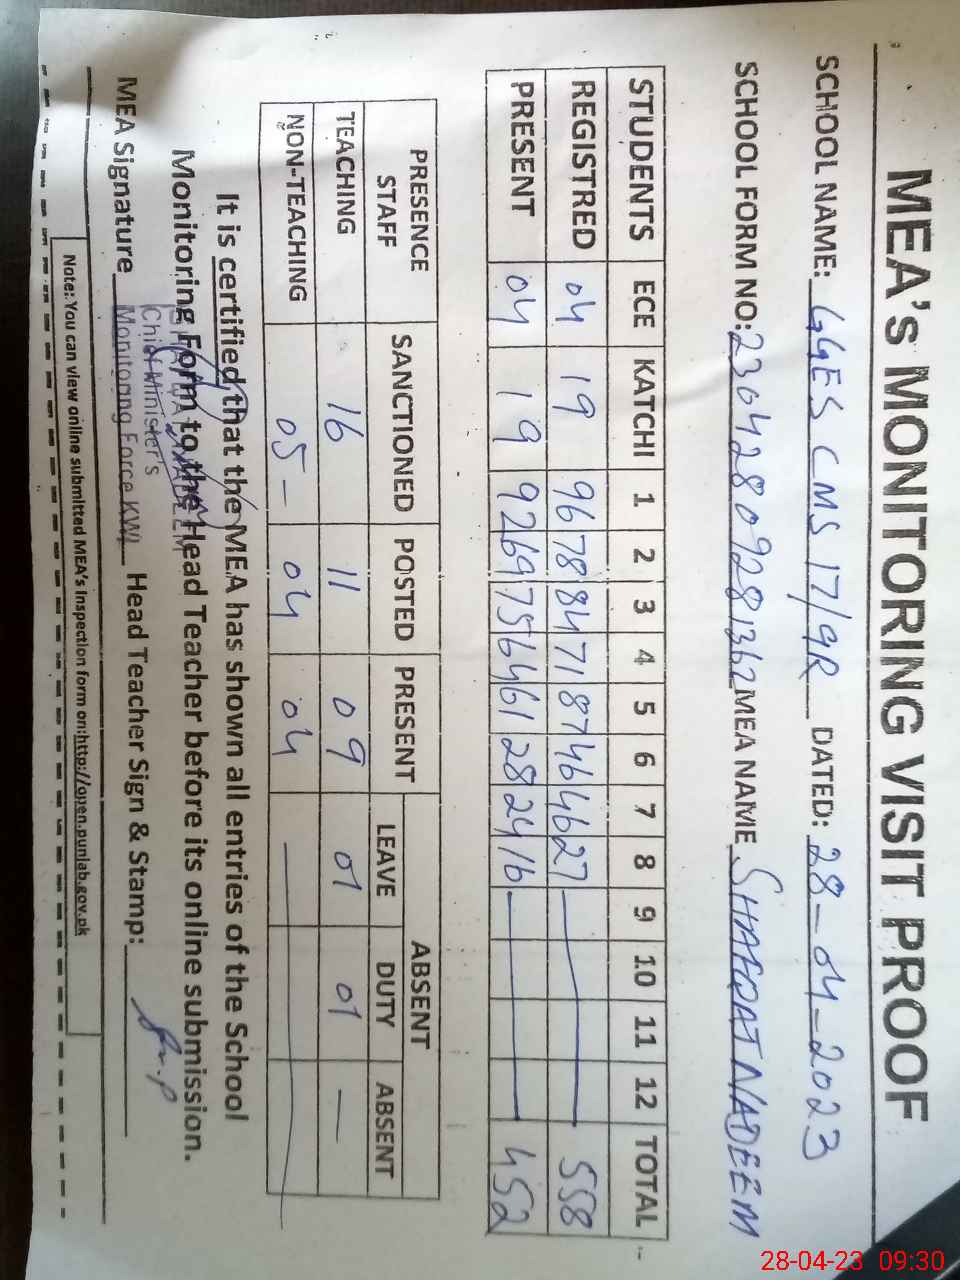 MEA's MONITORING VISIT PROOF
SCHOOL NAME: GGES CMS 17/9R DATED: 28-04-2023
SCHOOL FORM NO: 23042809281362 MEA NAME SHAFQAT NADEEM
STUDENTS ECE KATCHI 1 2 3 4 5 6 7 8 9 10 11 12 TOTAL
REGISTRED 04 19 96 78 84 71 87 46 46 27 — 558
PRESENT 04 19 92 69 75 64 61 28 24 16 — 452
PRESENCE STAFF SANCTIONED POSTED PRESENT ABSENT
LEAVE DUTY ABSENT
TEACHING 16 11 09 01 01 —
NON-TEACHING 05 — 04 04 —
It is certified that the MEA has shown all entries of the School
Monitoring Form to the Head Teacher before its online submission.
SHAFQAT NADEEM
Chief Minister's
Monitoring Force KWL
MEA Signature Head Teacher Sign & Stamp:
Note: You can view online submitted MEA's Inspection form on:http://open.punjab.gov.pk
28-04-23 09:30